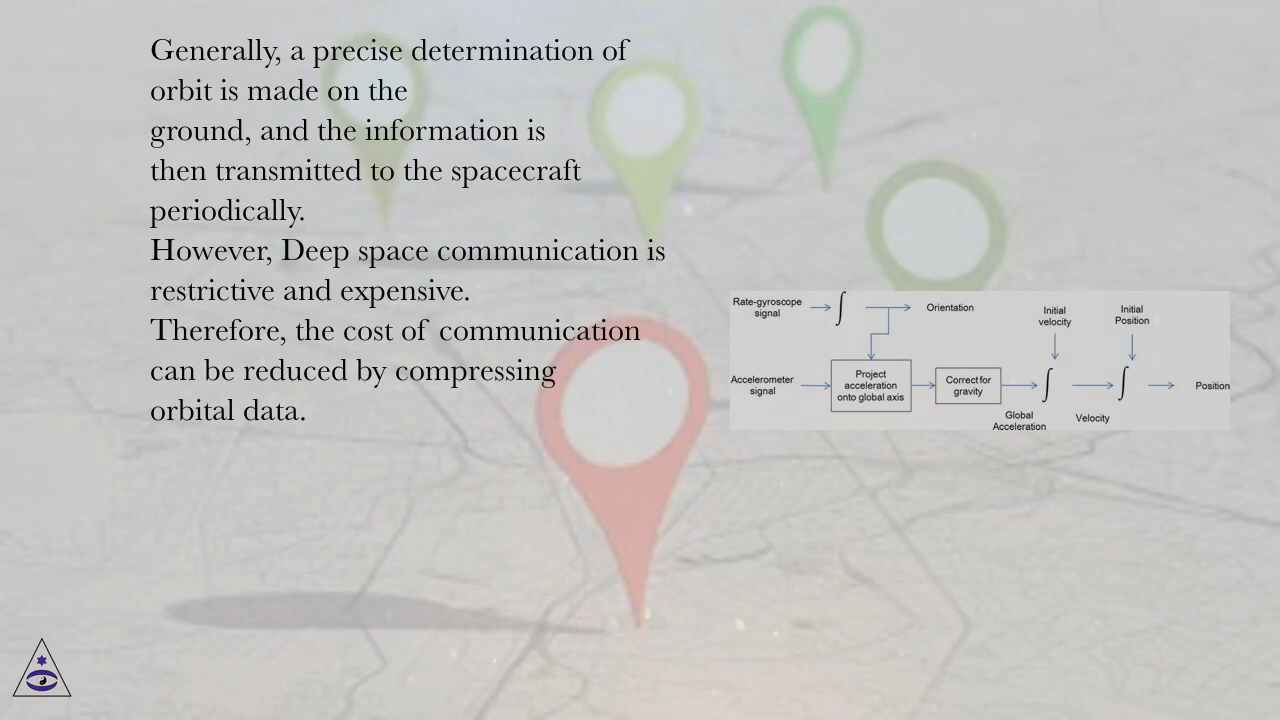 Generally, a precise determination of
orbit is made on the
ground, and the information is
then transmitted to the spacecraft
periodically.
However, Deep space communication is
restrictive and expensive.
Therefore, the cost of communication
can be reduced by compressing
orbital data.
Rate-gyroscope
signal
∫
Orientation
Initial
velocity
Initial
Position
Accelerometer
signal
Project
acceleration
onto global axis
Correct for
gravity
∫
∫
Position
Global
Acceleration
Velocity